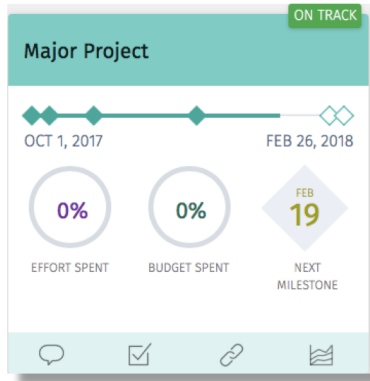 ON TRACK
Major Project
OCT 1, 2017 FEB 26, 2018
0% 0% FEB
19
EFFORT SPENT BUDGET SPENT NEXT
MILESTONE